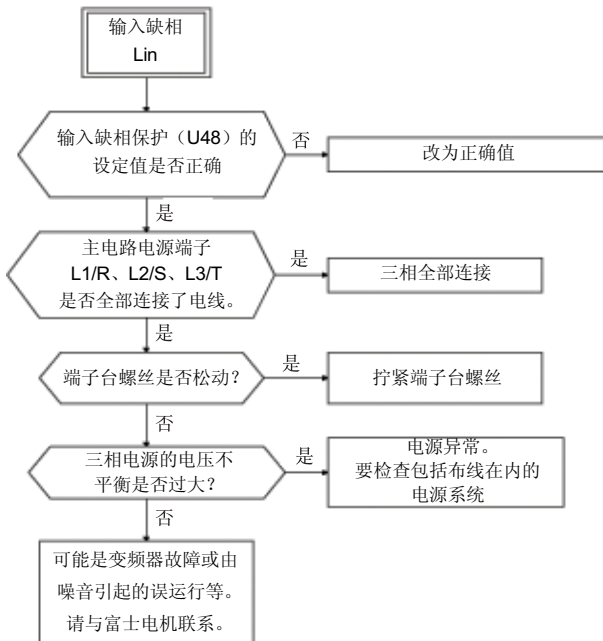 输入缺相
Lin
输入缺相保护（U48）的
设定值是否正确
否
改为正确值
是
主电路电源端子
L1/R、L2/S、L3/T
是否全部连接了电线。
是
三相全部连接
是
端子台螺丝是否松动？
是
拧紧端子台螺丝
否
三相电源的电压不
平衡是否过大？
是
电源异常。
要检查包括布线在内的
电源系统
否
可能是变频器故障或由
噪音引起的误运行等。
请与富士电机联系。